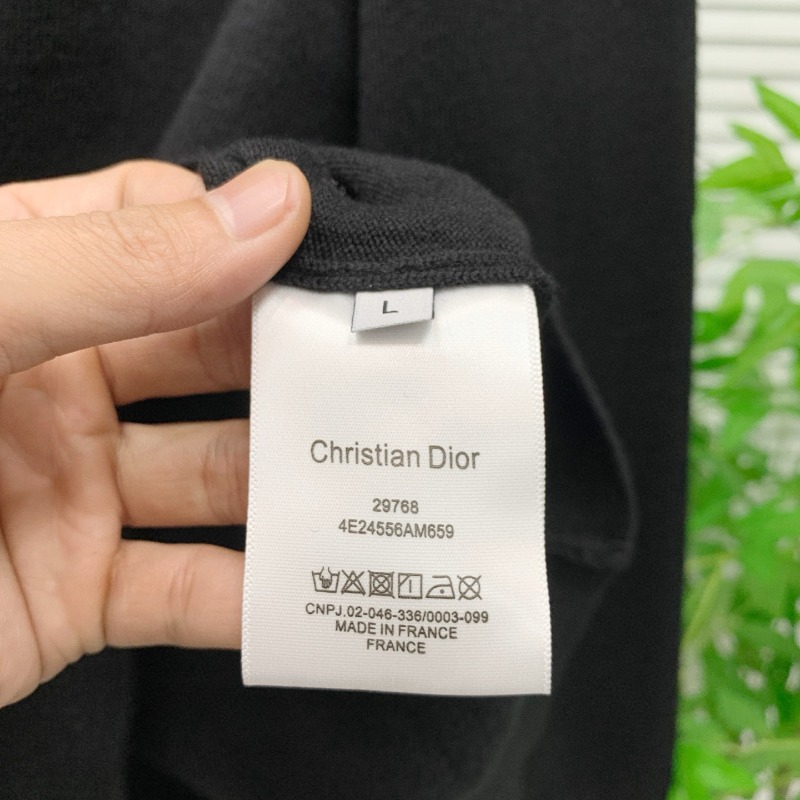 L
Christian Dior
29768
4E24556AM659
CNPJ.02-046-336/0003-099
MADE IN FRANCE
FRANCE